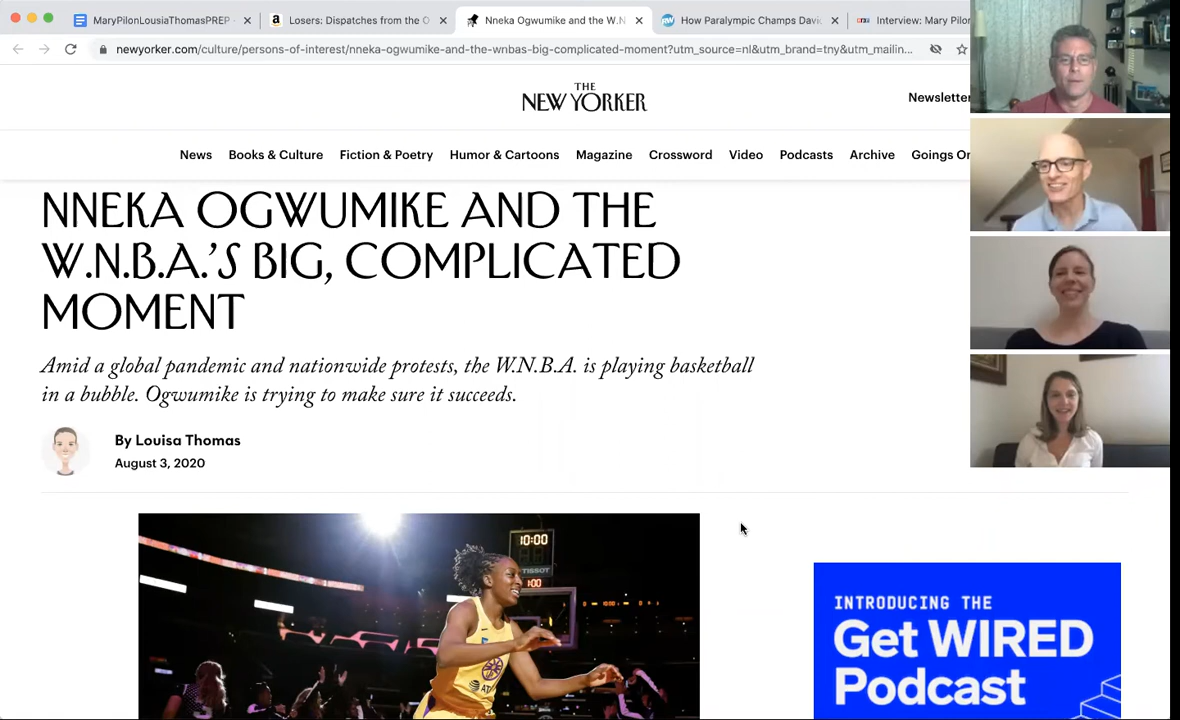 MaryPilonLousiaThomasPREP
Losers: Dispatches from the O
Nneka Ogwumike and the W.N
How Paralympic Champs Davi
Interview: Mary Pilon
newyorker.com/culture/persons-of-interest/nneka-ogwumike-and-the-wnbas-big-complicated-moment?utm_source=nl&utm_brand=tny&utm_mailin...
THE
NEW YORKER
Newsletter
News Books & Culture Fiction & Poetry Humor & Cartoons Magazine Crossword Video Podcasts Archive Goings On
NNEKA OGWUMIKE AND THE
W.N.B.A.'S BIG, COMPLICATED
MOMENT
Amid a global pandemic and nationwide protests, the W.N.B.A. is playing basketball
in a bubble. Ogwumike is trying to make sure it succeeds.
By Louisa Thomas
August 3, 2020
10:00
TISSOT
1:00
INTRODUCING THE
Get WIRED
Podcast